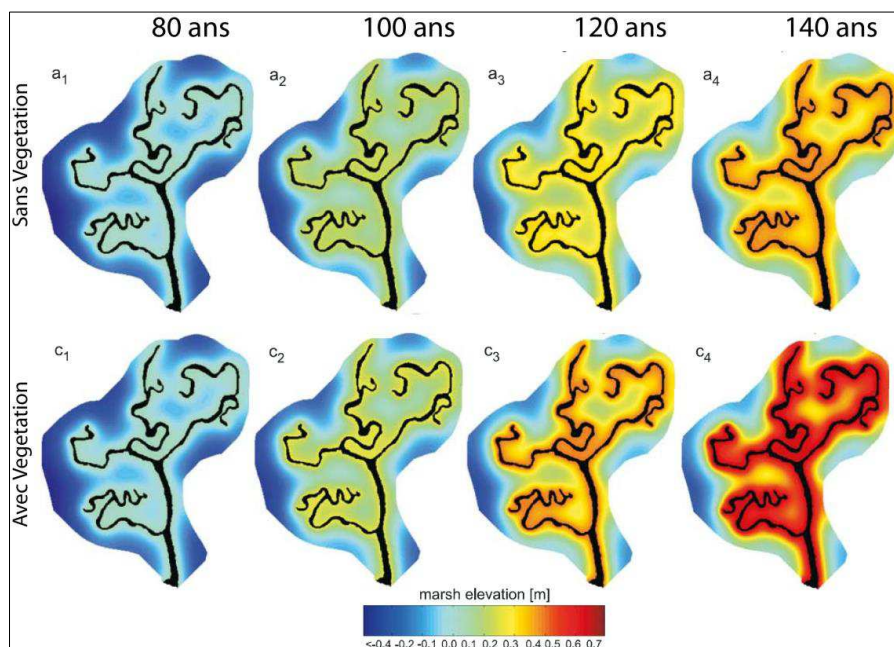 80 ans 100 ans 120 ans 140 ans
a1 a2 a3 a4
Sans Vegetation
c1 c2 c3 c4
Avec Vegetation
marsh elevation [m]
<-0.4 -0.2 -0.1 0.0 0.1 0.2 0.3 0.4 0.5 0.6 0.7